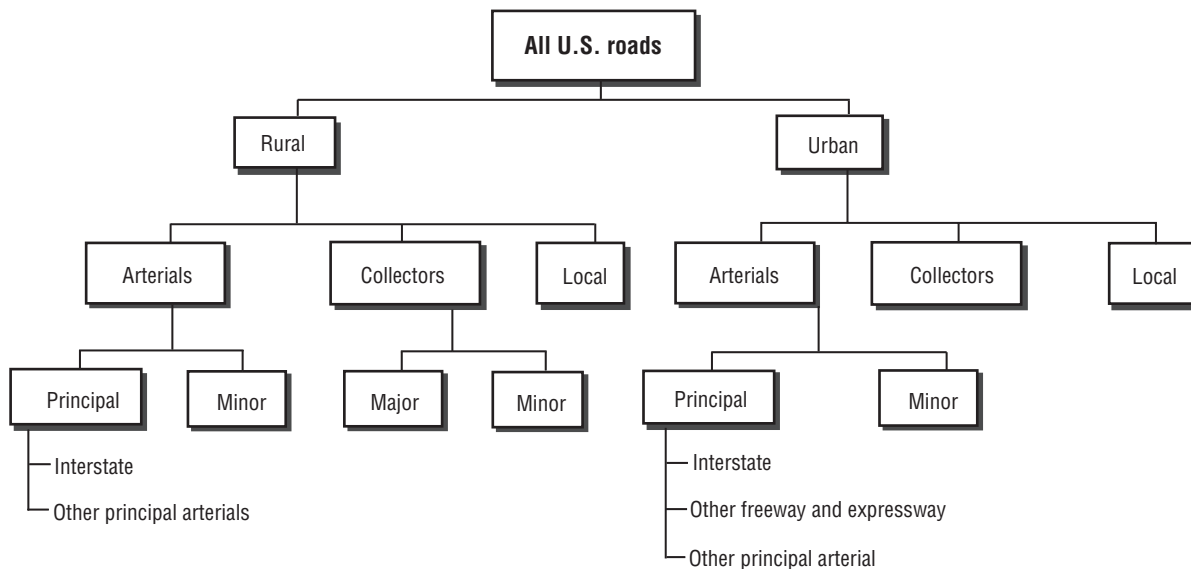 All U.S. roads
Rural
Urban
Arterials
Collectors
Local
Arterials
Collectors
Local
Principal
Minor
Major
Minor
Principal
Minor
Interstate
Other principal arterials
Interstate
Other freeway and expressway
Other principal arterial